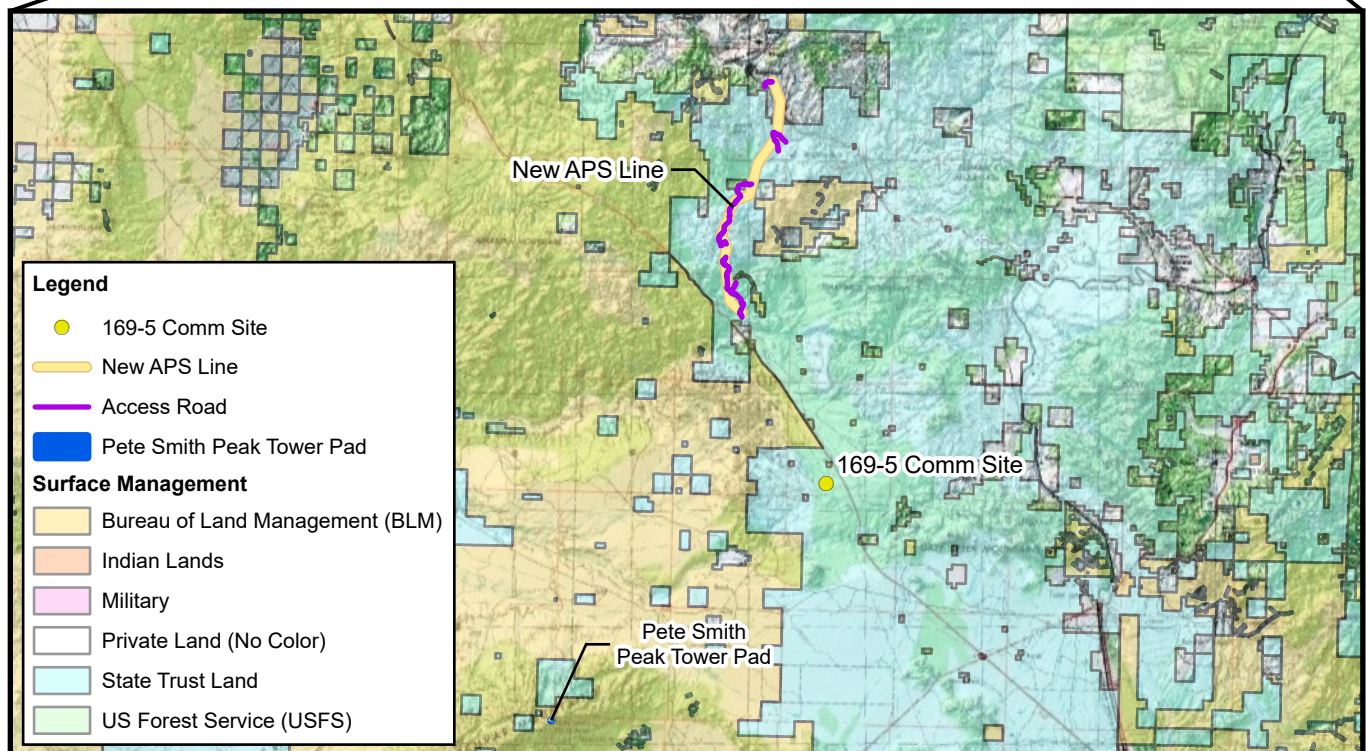 New APS Line
Legend
169-5 Comm Site
New APS Line
Access Road
Pete Smith Peak Tower Pad
Surface Management
Bureau of Land Management (BLM)
Indian Lands
Military
Private Land (No Color)
State Trust Land
US Forest Service (USFS)
169-5 Comm Site
Pete Smith
Peak Tower Pad